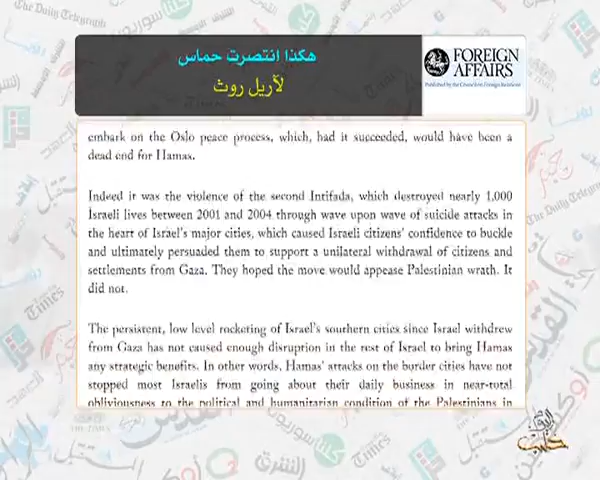 هكذا انتصرت حماس
لآريل روث
FOREIGN
AFFAIRS
Published by the Council on Foreign Relations
embark on the Oslo peace process, which, had it succeeded, would have been a
dead end for Hamas.
Indeed it was the violence of the second Intifada, which destroyed nearly 1,000
Israeli lives between 2001 and 2004 through wave upon wave of suicide attacks in
the heart of Israel's major cities, which caused Israeli citizens' confidence to buckle
and ultimately persuaded them to support a unilateral withdrawal of citizens and
settlements from Gaza. They hoped the move would appease Palestinian wrath. It
did not.
The persistent, low level rocketing of Israel's southern cities since Israel withdrew
from Gaza has not caused enough disruption in the rest of Israel to bring Hamas
any strategic benefits. In other words, Hamas' attacks on the border cities have not
stopped most Israelis from going about their daily business in near-total
obliviousness to the political and humanitarian condition of the Palestinians in